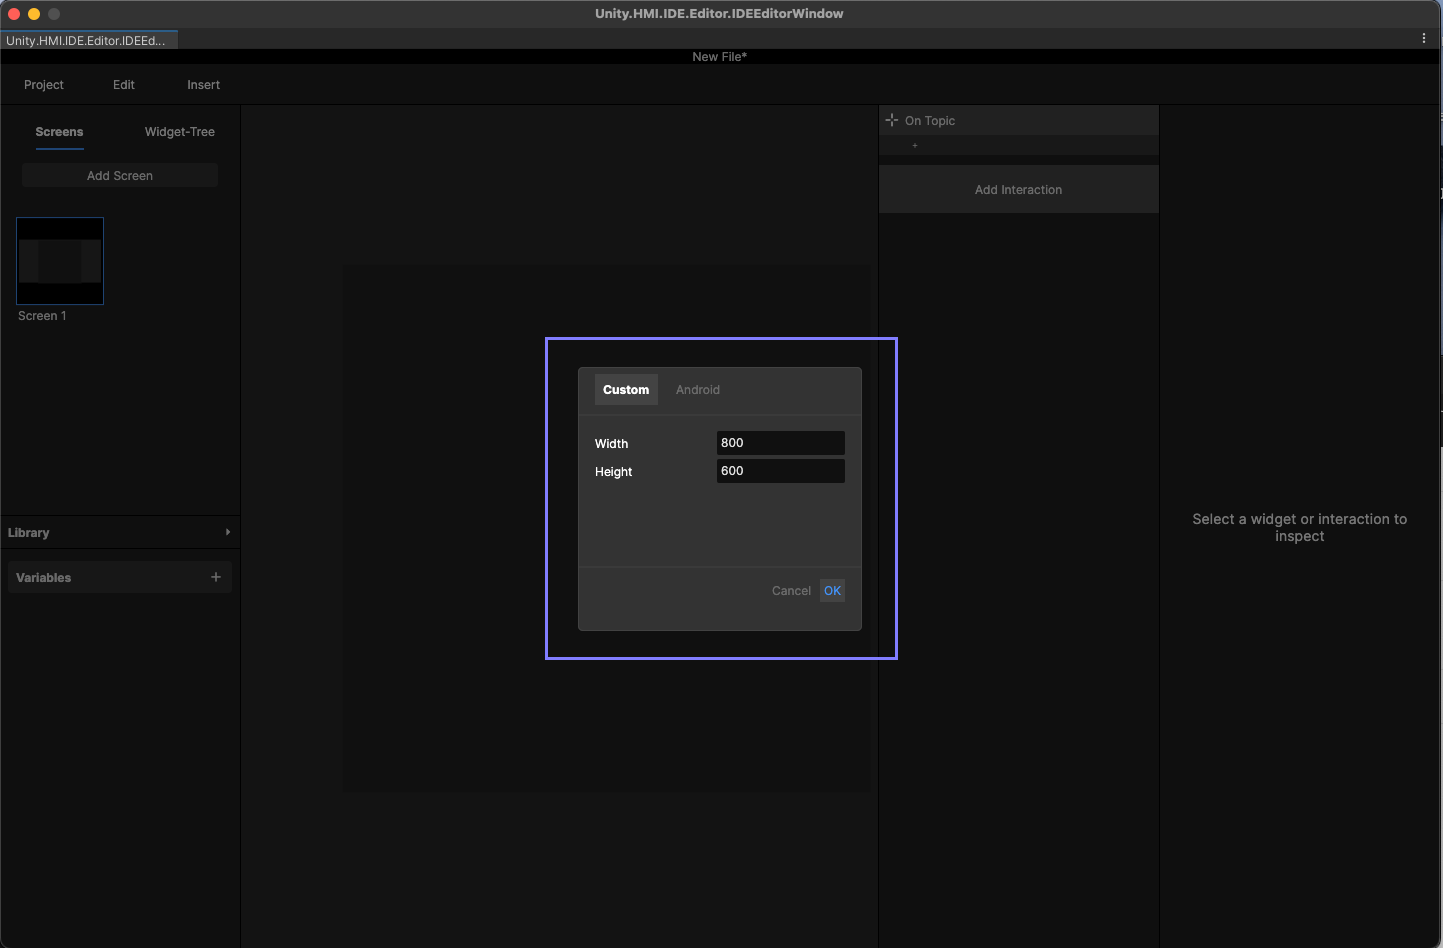 Unity.HMI.IDE.Editor.IDEEditorWindow
Unity.HMI.IDE.Editor.IDEEd...
New File*
Project Edit Insert
Screens Widget-Tree
Add Screen
Screen 1
Library
Variables +
On Topic
+
Add Interaction
Custom Android
Width 800
Height 600
Cancel OK
Select a widget or interaction to
inspect